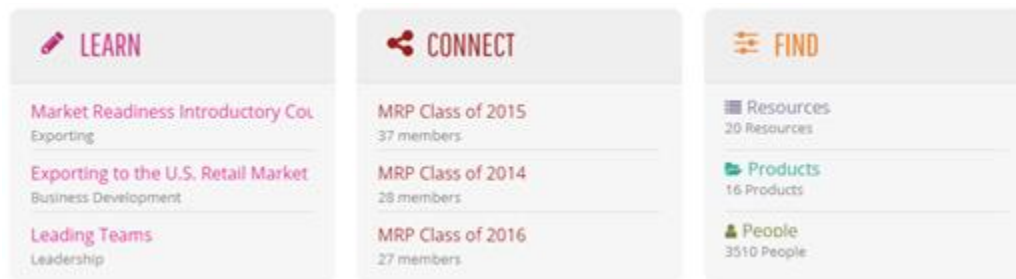 LEARN
Market Readiness Introductory Cou
Exporting
Exporting to the U.S. Retail Market
Business Development
Leading Teams
Leadership
CONNECT
MRP Class of 2015
37 members
MRP Class of 2014
28 members
MRP Class of 2016
27 members
FIND
Resources
20 Resources
Products
16 Products
People
3510 People